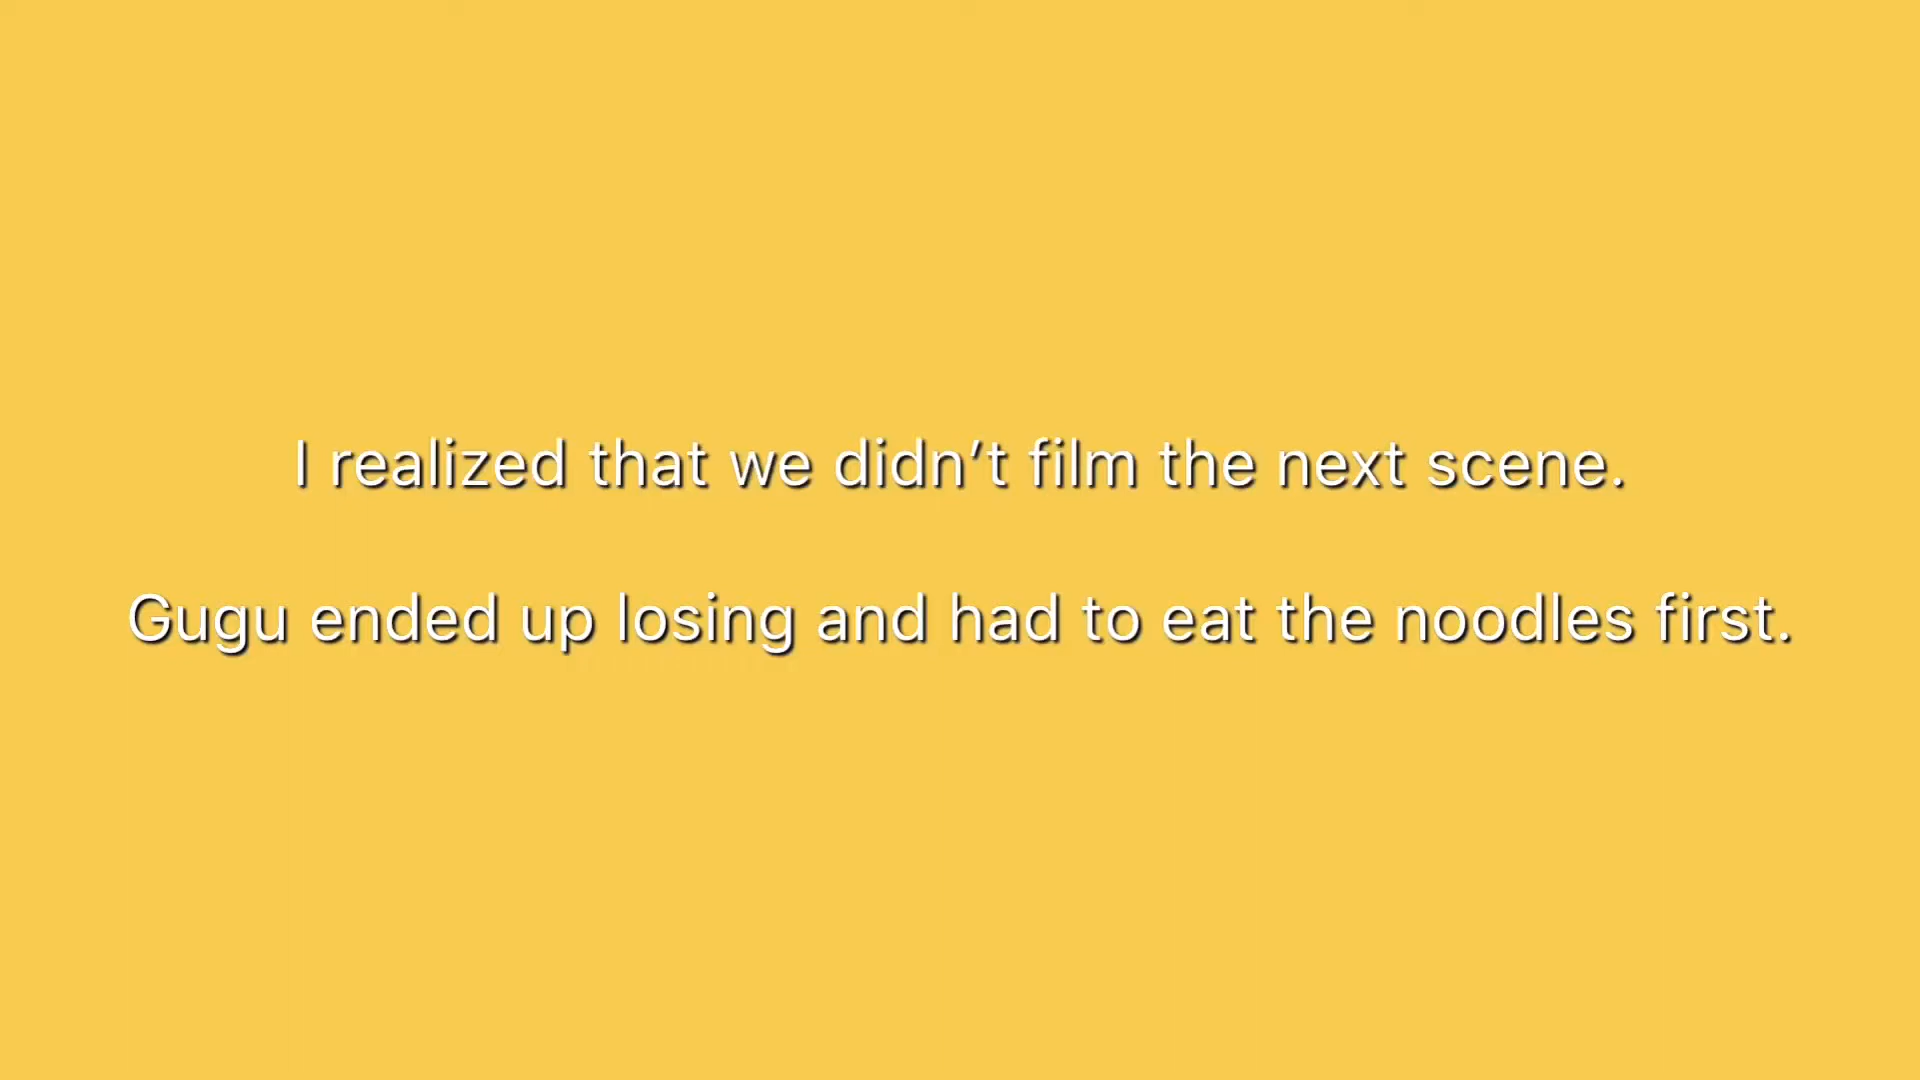 I realized that we didn’t film the next scene.
Gugu ended up losing and had to eat the noodles first.